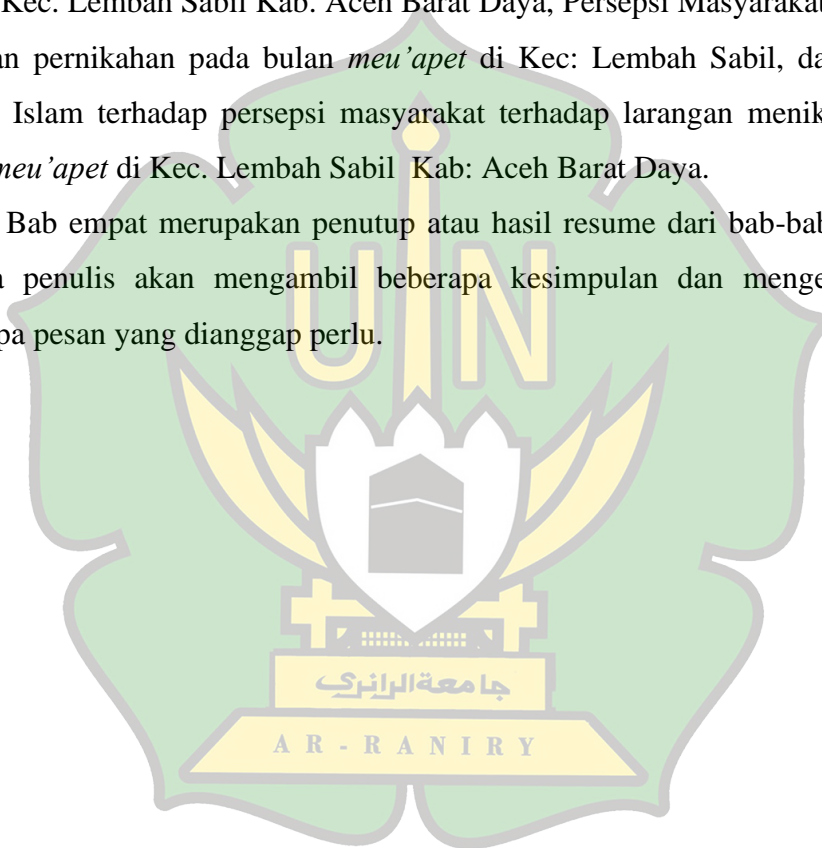 Kec. Lembah Sabil Kab. Aceh Barat Daya, Persepsi Masyarakat
an pernikahan pada bulan meu’apet di Kec: Lembah Sabil, da
Islam terhadap persepsi masyarakat terhadap larangan menik
meu’apet di Kec. Lembah Sabil Kab: Aceh Barat Daya.
Bab empat merupakan penutup atau hasil resume dari bab-bab
a penulis akan mengambil beberapa kesimpulan dan menge
pa pesan yang dianggap perlu.
UIN
جامعة الرانري
AR-RANIRY